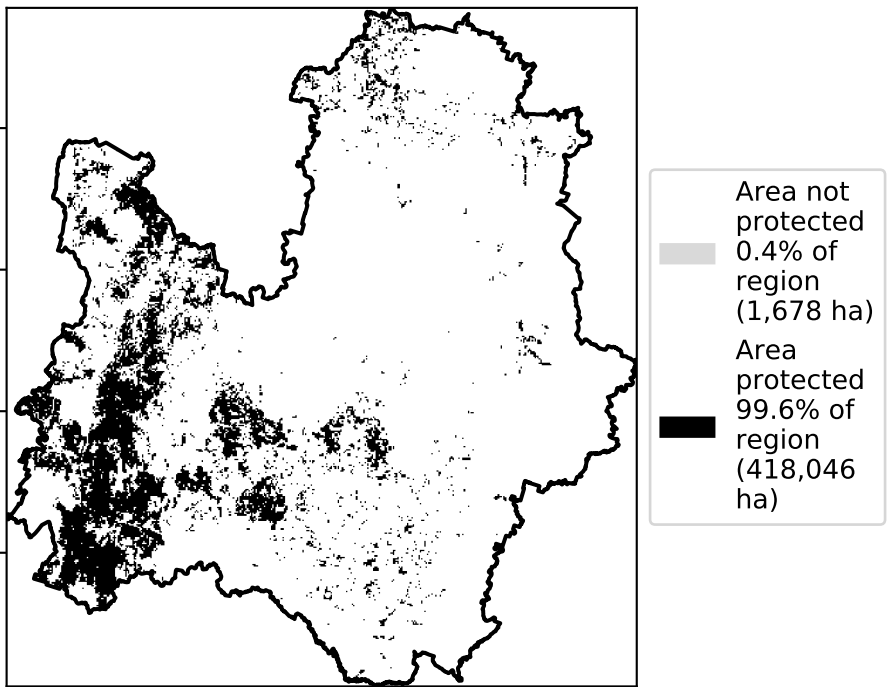 Area not
protected
0.4% of
region
(1,678 ha)
Area
protected
99.6% of
region
(418,046
ha)